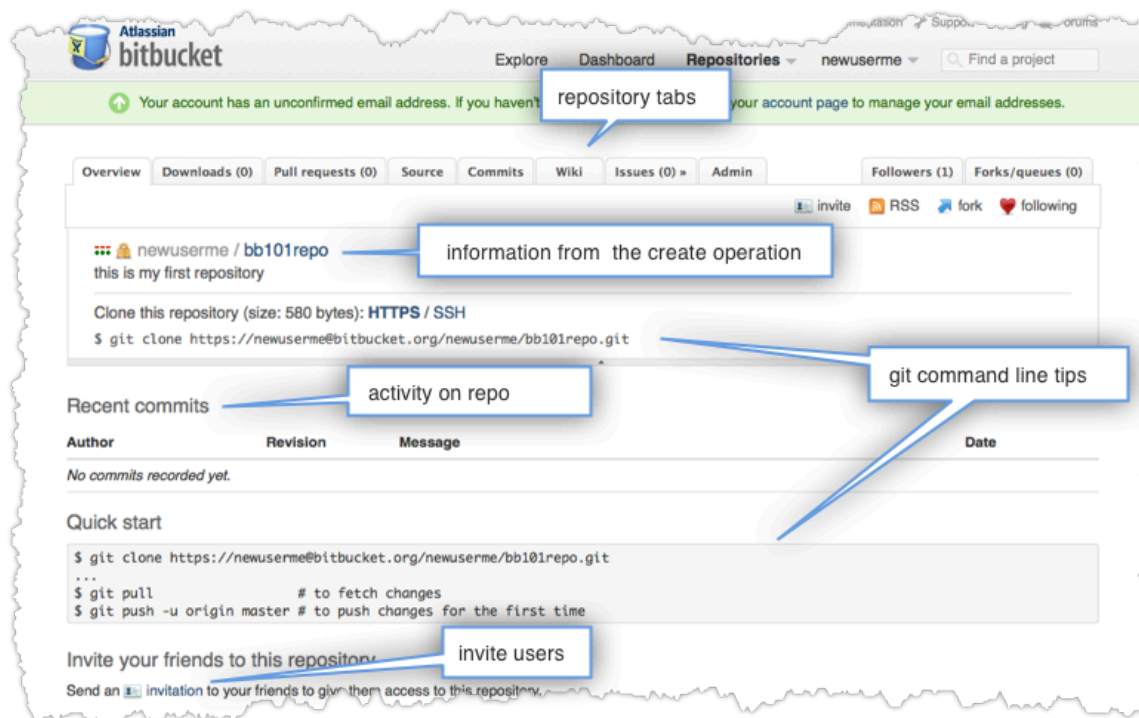 Atlassian
bitbucket
Explore Dashboard Repositories newuserme Find a project
Your account has an unconfirmed email address. If you haven't your account page to manage your email addresses.
repository tabs
Overview Downloads (0) Pull requests (0) Source Commits Wiki Issues (0) » Admin Followers (1) Forks/queues (0)
invite RSS fork following
newuserme / bb101repo
information from the create operation
this is my first repository
Clone this repository (size: 580 bytes): HTTPS / SSH
$ git clone https://newuserme@bitbucket.org/newuserme/bb101repo.git
git command line tips
activity on repo
Recent commits
Author Revision Message Date
No commits recorded yet.
Quick start
$ git clone https://newuserme@bitbucket.org/newuserme/bb101repo.git
...
$ git pull # to fetch changes
$ git push -u origin master # to push changes for the first time
invite users
Invite your friends to this repository
Send an invitation to your friends to give them access to this repository.